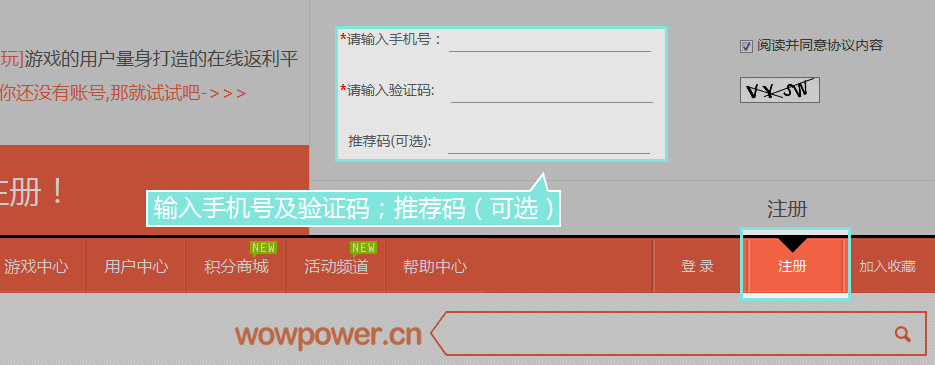 *请输入手机号：
阅读并同意协议内容
玩]游戏的用户量身打造的在线返利平
*请输入验证码:
你还没有账号,那就试试吧->>>
推荐码(可选):
注册！
输入手机号及验证码；推荐码（可选）
注册
NEW
NEW
游戏中心
用户中心
积分商城
活动频道
帮助中心
登 录
注册
加入收藏
wowpower.cn